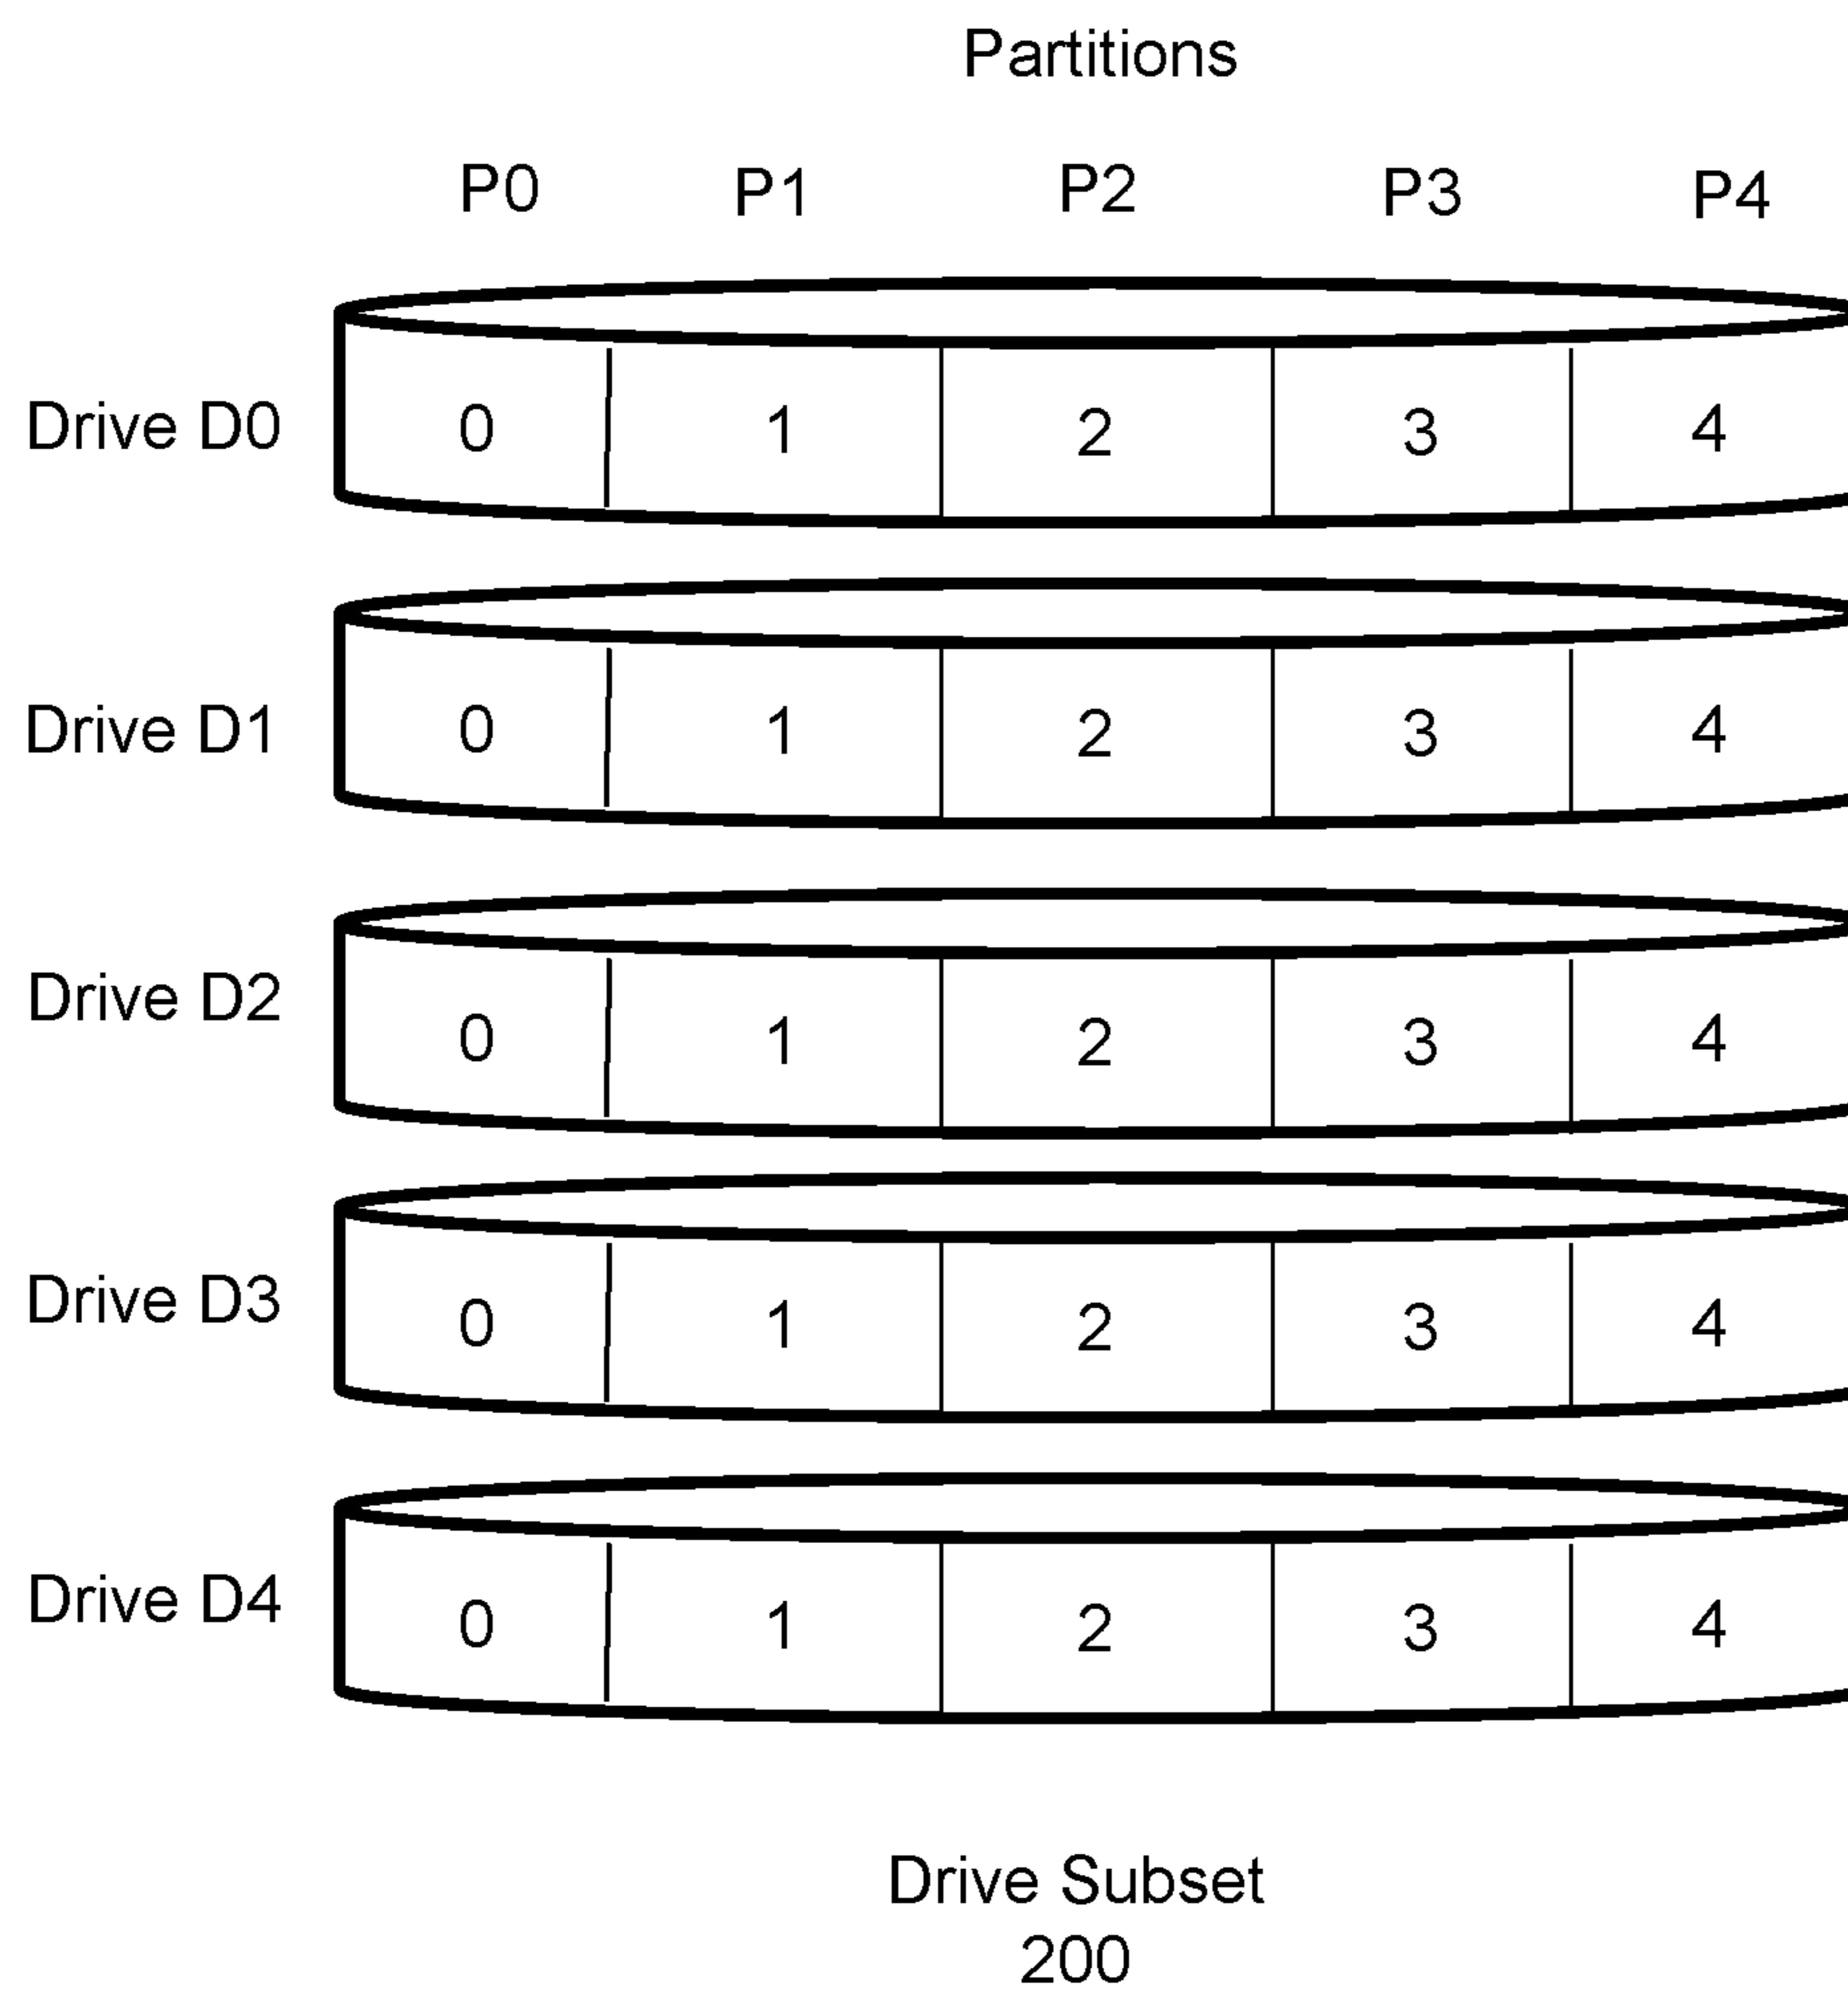 Partitions
P0 P1 P2 P3 P4
Drive D0 0 1 2 3 4
Drive D1 0 1 2 3 4
Drive D2 0 1 2 3 4
Drive D3 0 1 2 3 4
Drive D4 0 1 2 3 4
Drive Subset
200